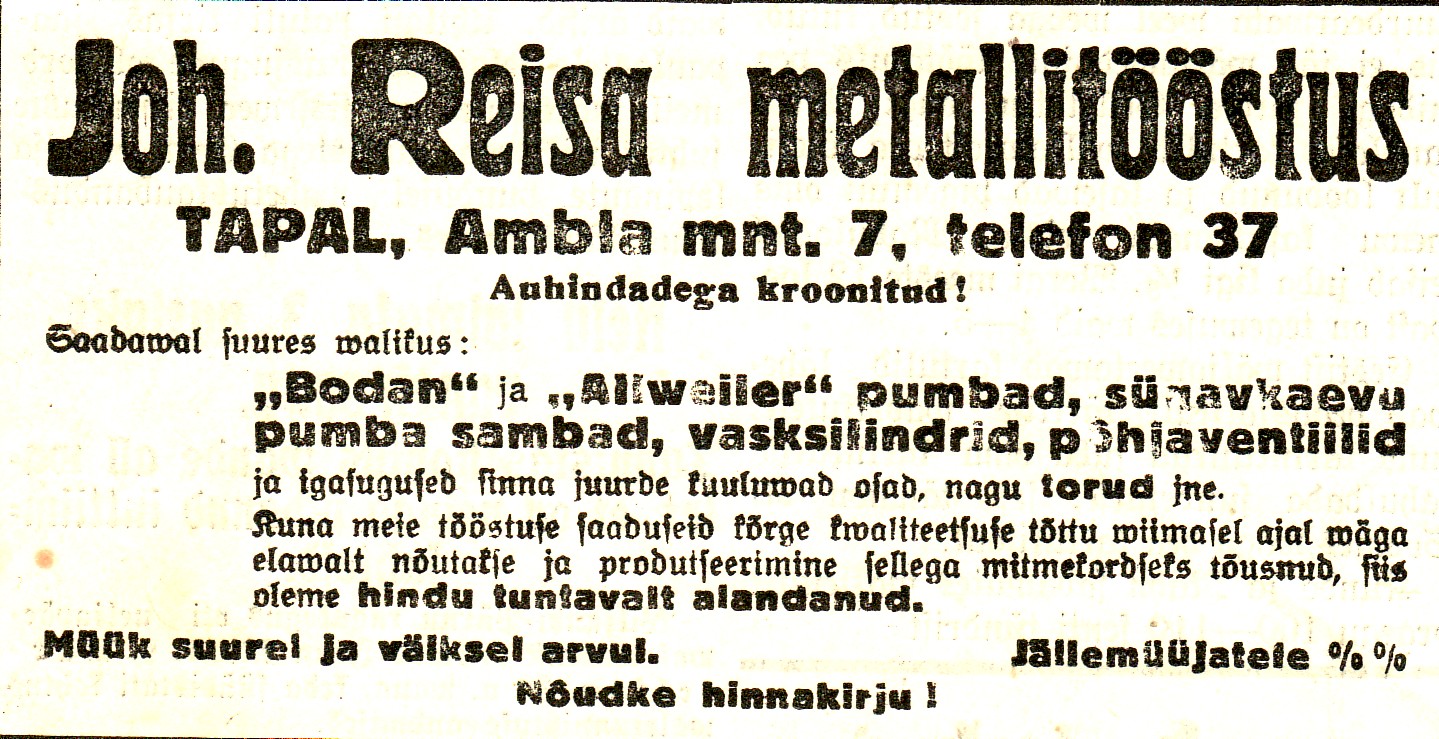 Joh. Reisa metallitööstus
TAPAL, Ambla mnt. 7, telefon 37
Auhindadega kroonitud!
Saadawal suures walikus:
„Bodan“ ja „Allweiler“ pumbad, sügavkaevu
pumba sambad, vasksilindrid, põhjaventiilid
ja igasugused sinna juurde kuuluwad osad, nagu torud jne.
Kuna meie tööstuse saaduseid kõrge kwaliteetsuse tõttu wiimasel ajal wäga
elawalt nõutakse ja produtseerimine sellega mitmekordseks tõusnud, siis
oleme hindu tuntavalt alandanud.
Müük suurel ja väiksel arvul. Jällemüüjatele % %
Nõudke hinnakirju!